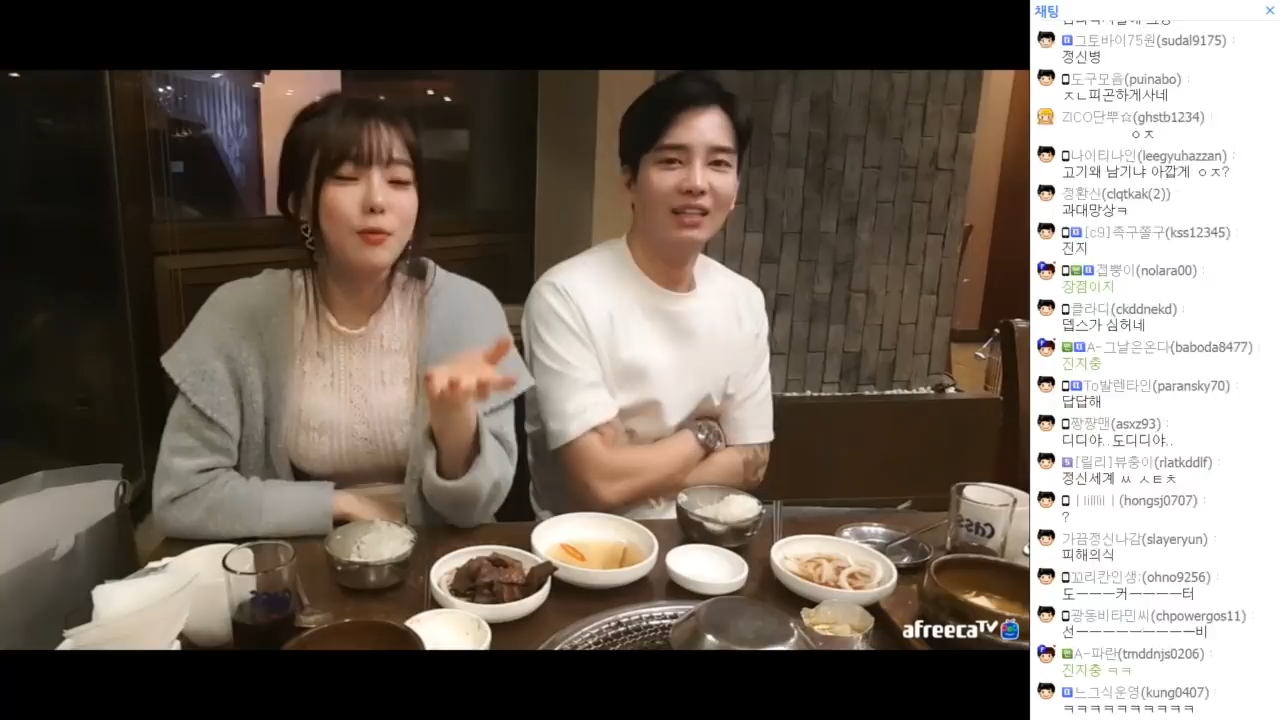 채팅
그토바이75원(sudal9175) :
정신병
도구모음(puinabo) :
ㅈㄴ피곤하게사네
ZICO단뿌☆(ghstb1234) :
ㅇㅈ
나이티나인(leegyuhazzan) :
고기왜 남기냐 아깝게 ㅇㅈ?
정환신(clqtkak(2)) :
과대망상ㅋ
[c9]족구쫄구(kss12345) :
진지
겹뿡이(nolara00) :
장겹이지
클라디(ckddnekd) :
뎁스가 심허네
A-그날은온다(baboda8477) :
진지충
To발렌타인(paransky70) :
답답해
짱쨩맨(asxz93) :
디디야..도디디야..
[릴리]뷰충이(rlatkddlf) :
정신세계 ㅆ ㅅㅌㅊ
(hongsj0707) :
?
가끔정신나감(slayeryun) :
피해의식
꼬리칸인생:(ohno9256) :
도ㅡㅡㅡ커ㅡㅡㅡㅡ터
광동비타민씨(chpowergos11) :
선ㅡㅡㅡㅡㅡㅡㅡㅡㅡ비
A-파란(tmddnjs0206) :
진지충 ㅋㅋ
느그식운영(kung0407) :
ㅋㅋㅋㅋㅋㅋㅋㅋㅋㅋ
Cass
afreecaTV